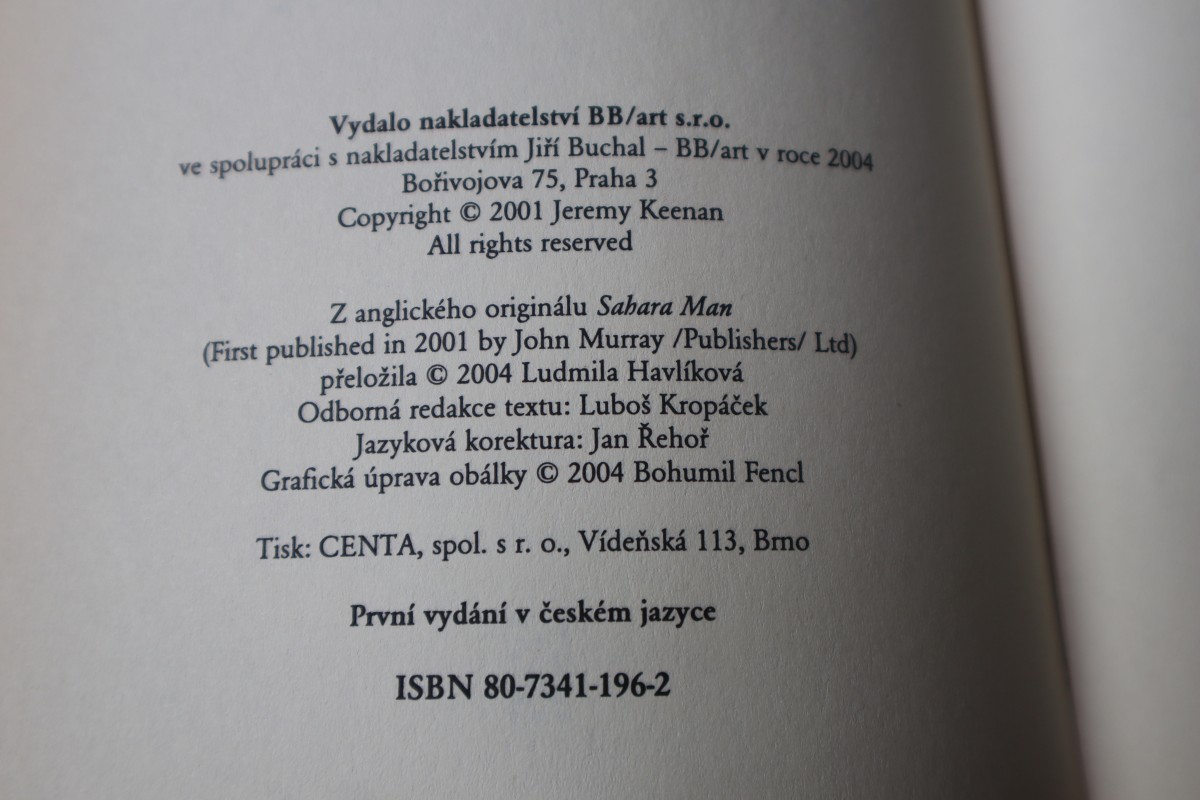 Vydalo nakladatelství BB/art s.r.o.
ve spolupráci s nakladatelstvím Jiří Buchal – BB/art v roce 2004
Bořivojova 75, Praha 3
Copyright © 2001 Jeremy Keenan
All rights reserved
Z anglického originálu Sahara Man
(First published in 2001 by John Murray /Publishers/ Ltd)
přeložila © 2004 Ludmila Havlíková
Odborná redakce textu: Luboš Kropáček
Jazyková korektura: Jan Řehoř
Grafická úprava obálky © 2004 Bohumil Fencl
Tisk: CENTA, spol. s r. o., Vídeňská 113, Brno
První vydání v českém jazyce
ISBN 80-7341-196-2